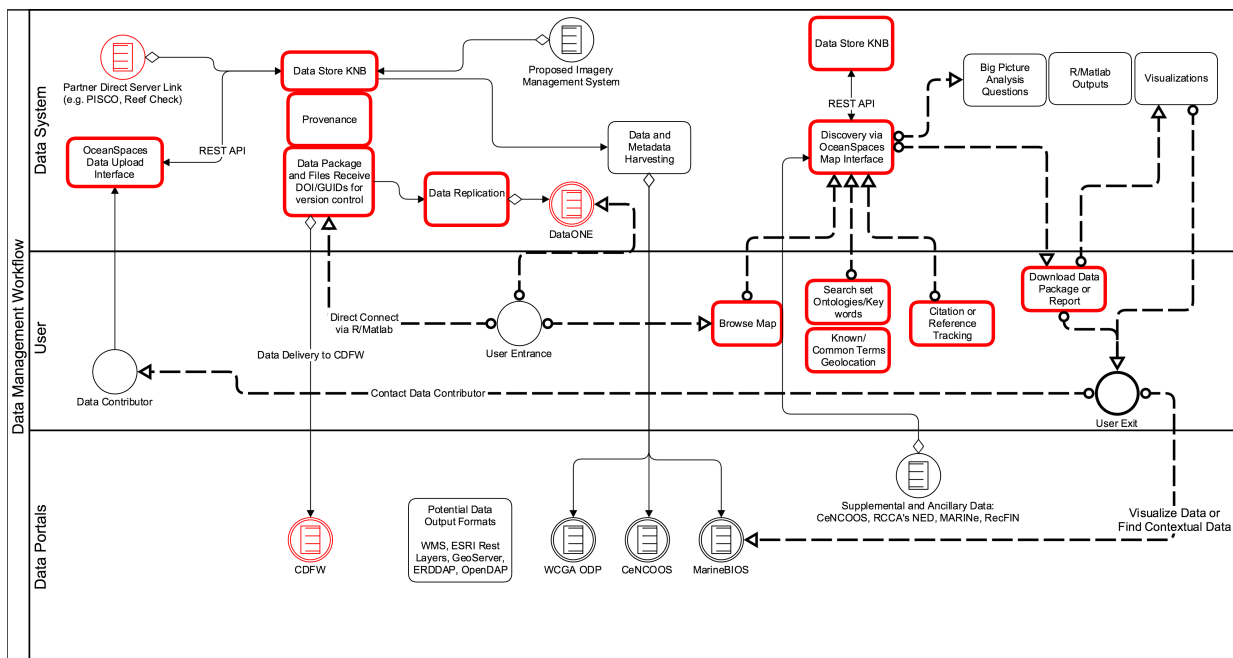 Data Management Workflow
Data System
Partner Direct Server Link
(e.g. PISCO, Reef Check)
Data Store KNB
Provenance
Data Package
and Files Receive
DOI/GUIDs for
version control
REST API
OceanSpaces
Data Upload
Interface
Data Replication
DataONE
Proposed Imagery
Management System
Data and
Metadata
Harvesting
Data Store KNB
REST API
Discovery via
OceanSpaces
Map Interface
Big Picture
Analysis
Questions
R/Matlab
Outputs
Visualizations
User
Data Contributor
Direct Connect
via R/Matlab
Data Delivery to CDFW
User Entrance
Browse Map
Search set
Ontologies/Key
words
Known/
Common Terms
Geolocation
Citation or
Reference
Tracking
Download Data
Package or
Report
Contact Data Contributor
User Exit
Data Portals
CDFW
Potential Data
Output Formats
WMS, ESRI Rest
Layers, GeoServer,
ERDDAP, OpenDAP
WCGA ODP
CeNCOOS
MarineBIOS
Supplemental and Ancillary Data:
CeNCOOS, RCCA's NED, MARINe, RecFIN
Visualize Data or
Find Contextual Data